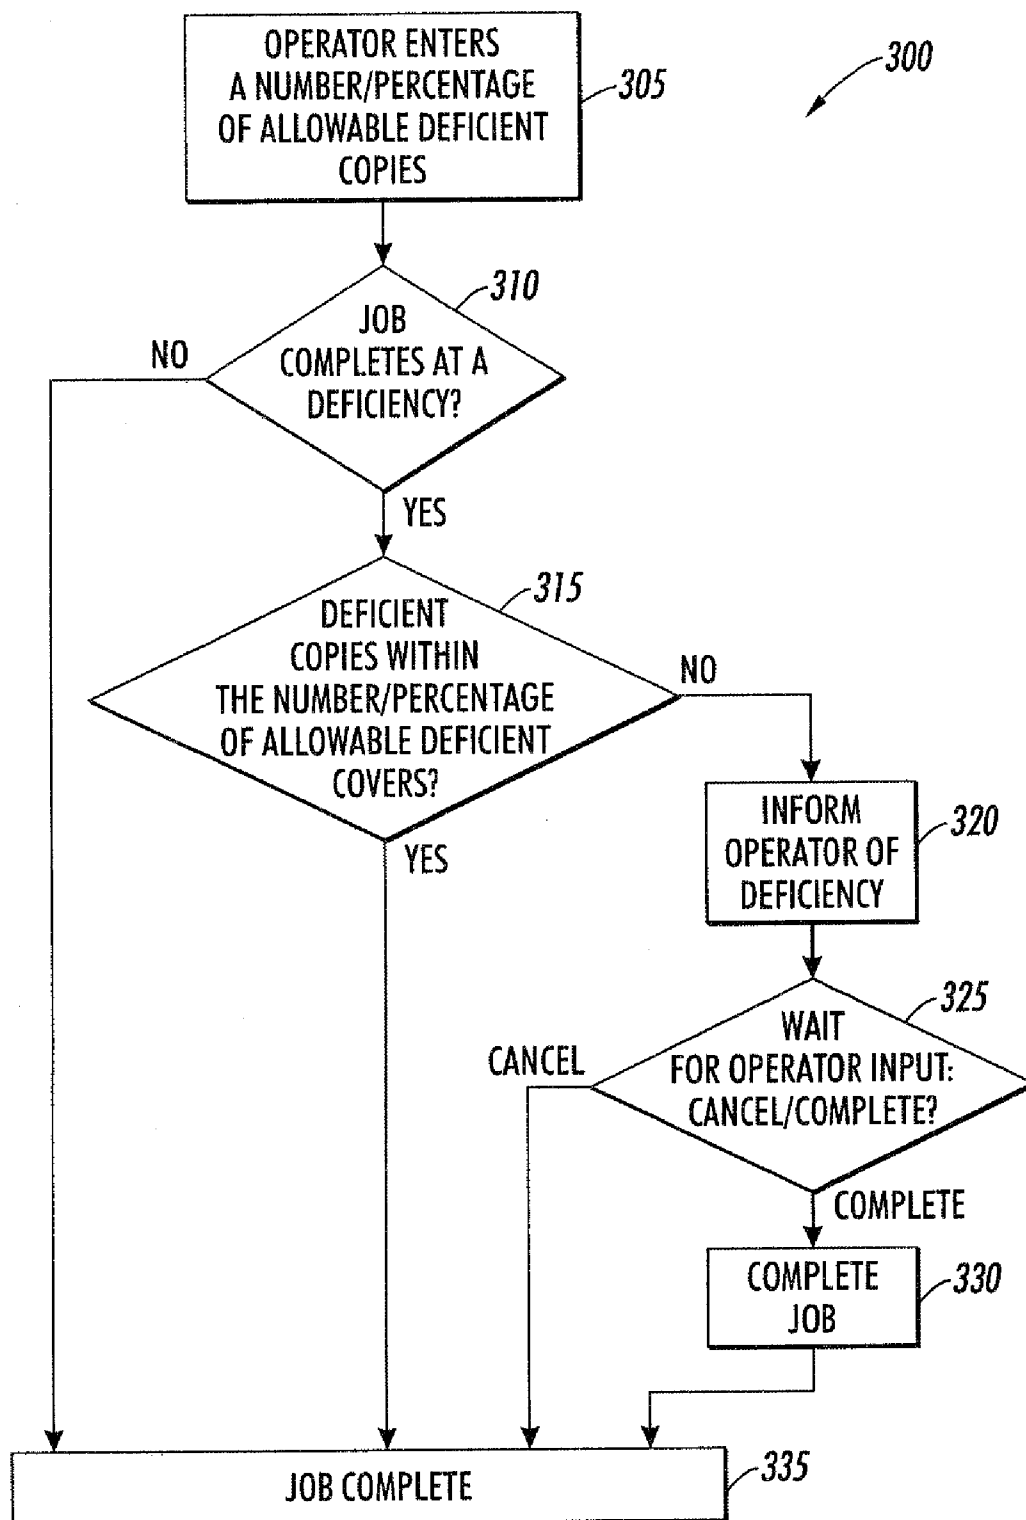 OPERATOR ENTERS
A NUMBER/PERCENTAGE
OF ALLOWABLE DEFICIENT
COPIES
305
300
310
JOB
COMPLETES AT A
DEFICIENCY?
NO
YES
315
DEFICIENT
COPIES WITHIN
THE NUMBER/PERCENTAGE
OF ALLOWABLE DEFICIENT
COVERS?
NO
YES
INFORM
OPERATOR OF
DEFICIENCY
320
325
WAIT
FOR OPERATOR INPUT:
CANCEL/COMPLETE?
CANCEL
COMPLETE
COMPLETE
JOB
330
JOB COMPLETE
335